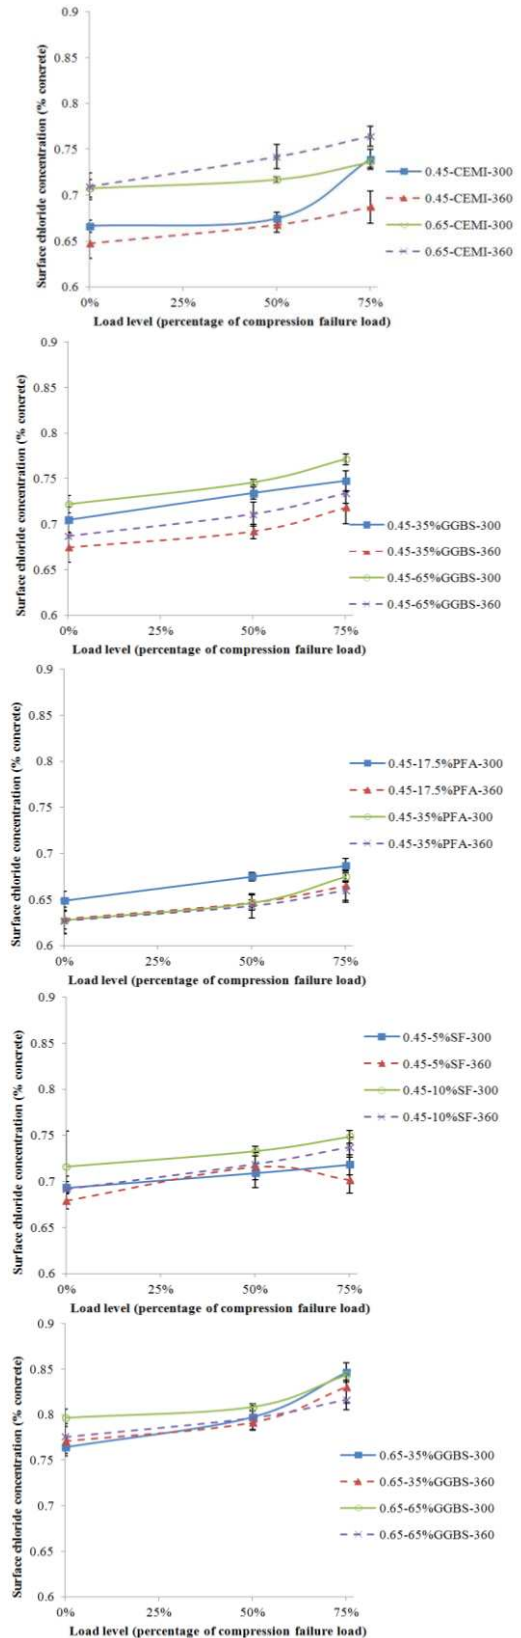 0.9
0.85
0.8
0.75
0.7
0.65
0.6
Surface chloride concentration (% concrete)
0.45-CEMI-300
0.45-CEMI-360
0.65-CEMI-300
0.65-CEMI-360
0% 25% 50% 75%
Load level (percentage of compression failure load)
0.9
0.85
0.8
0.75
0.7
0.65
0.6
Surface chloride concentration (% concrete)
0.45-35%GGBS-300
0.45-35%GGBS-360
0.45-65%GGBS-300
0.45-65%GGBS-360
0% 25% 50% 75%
Load level (percentage of compression failure load)
0.9
0.85
0.8
0.75
0.7
0.65
0.6
Surface chloride concentration (% concrete)
0.45-17.5%PFA-300
0.45-17.5%PFA-360
0.45-35%PFA-300
0.45-35%PFA-360
0% 25% 50% 75%
Load level (percentage of compression failure load)
0.9
0.85
0.8
0.75
0.7
0.65
0.6
Surface chloride concentration (% concrete)
0.45-5%SF-300
0.45-5%SF-360
0.45-10%SF-300
0.45-10%SF-360
0% 25% 50% 75%
Load level (percentage of compression failure load)
0.9
0.85
0.8
0.75
0.7
0.65
0.6
Surface chloride concentration (% concrete)
0.65-35%GGBS-300
0.65-35%GGBS-360
0.65-65%GGBS-300
0.65-65%GGBS-360
0% 25% 50% 75%
Load level (percentage of compression failure load)